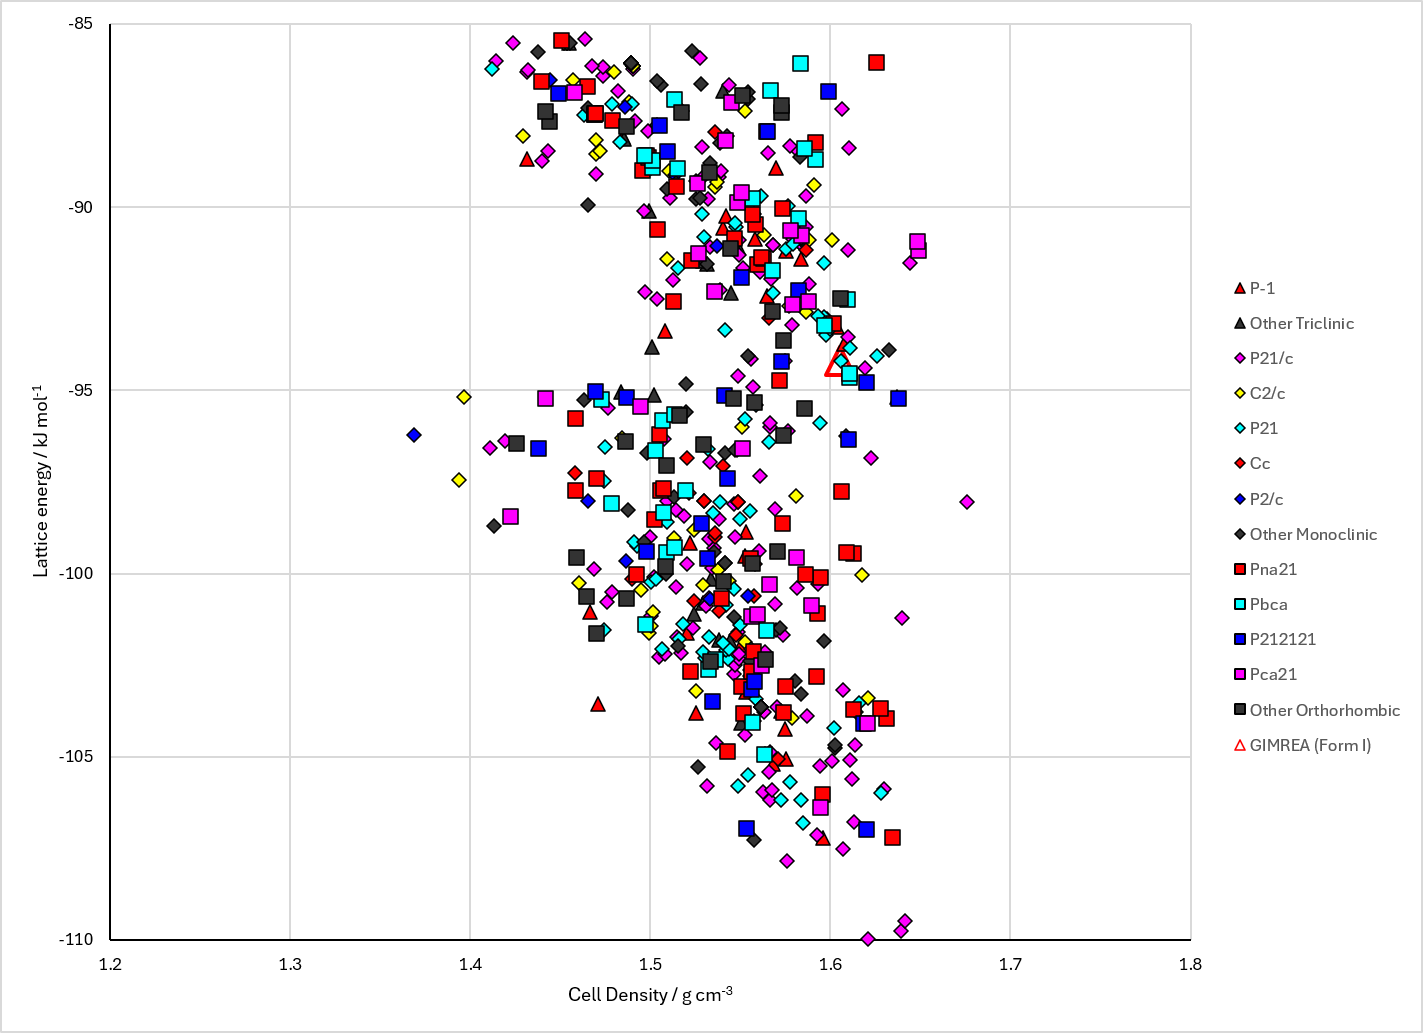 -85
-90
-95
-100
-105
-110
Lattice energy / kJ mol-1
1.2 1.3 1.4 1.5 1.6 1.7 1.8
Cell Density / g cm-3
P-1
Other Triclinic
P21/c
C2/c
P21
Cc
P2/c
Other Monoclinic
Pna21
Pbca
P212121
Pca21
Other Orthorhombic
GIMREA (Form I)